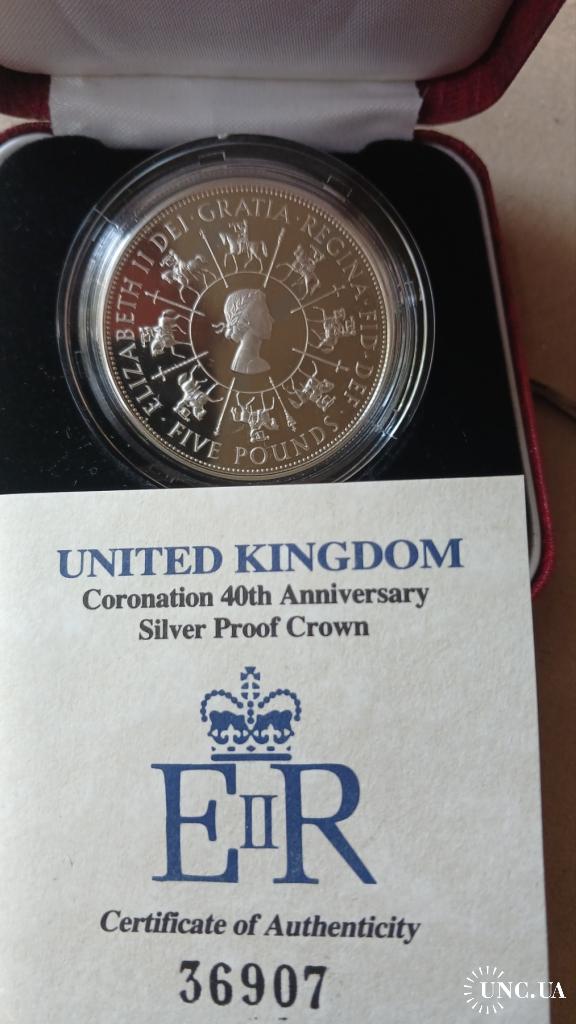 ELIZABETH II DEI · GRATIA · REGINA · FID · DEF ·
· FIVE POUNDS ·
UNITED KINGDOM
Coronation 40th Anniversary
Silver Proof Crown
EIIR
Certificate of Authenticity
36907
UNC.UA